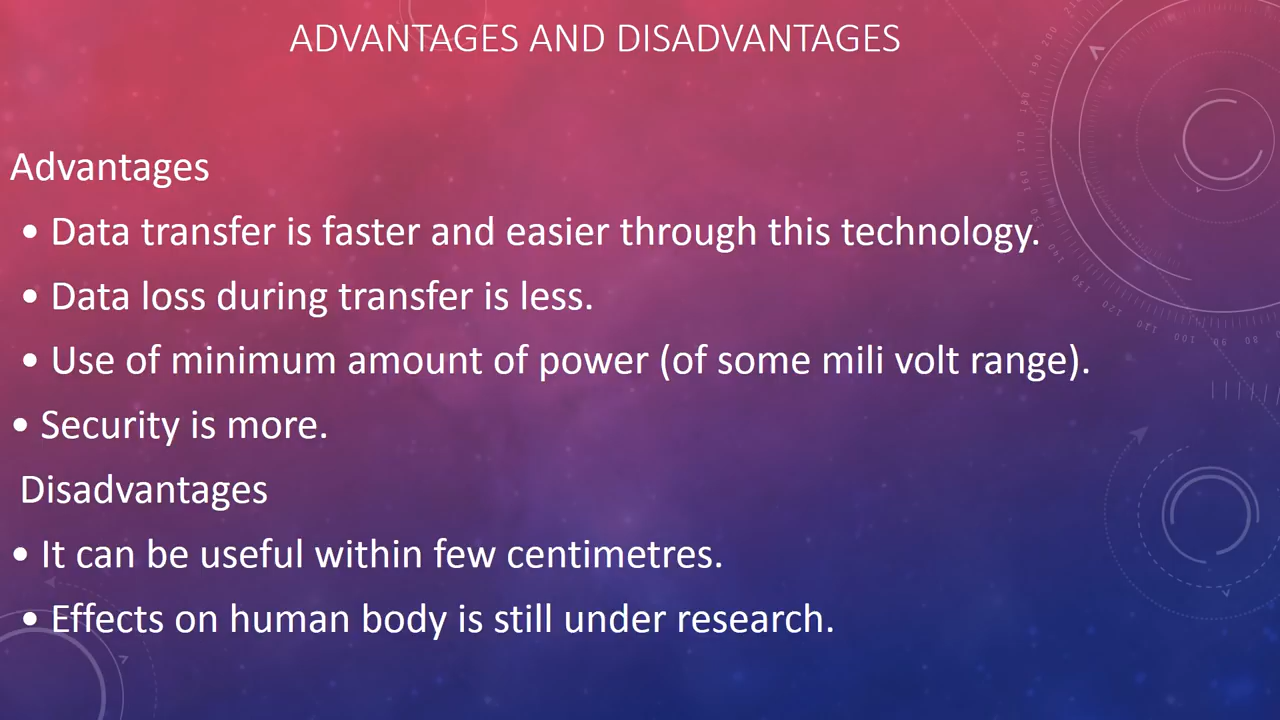 ADVANTAGES AND DISADVANTAGES
Advantages
• Data transfer is faster and easier through this technology.
• Data loss during transfer is less.
• Use of minimum amount of power (of some mili volt range).
• Security is more.
Disadvantages
• It can be useful within few centimetres.
• Effects on human body is still under research.